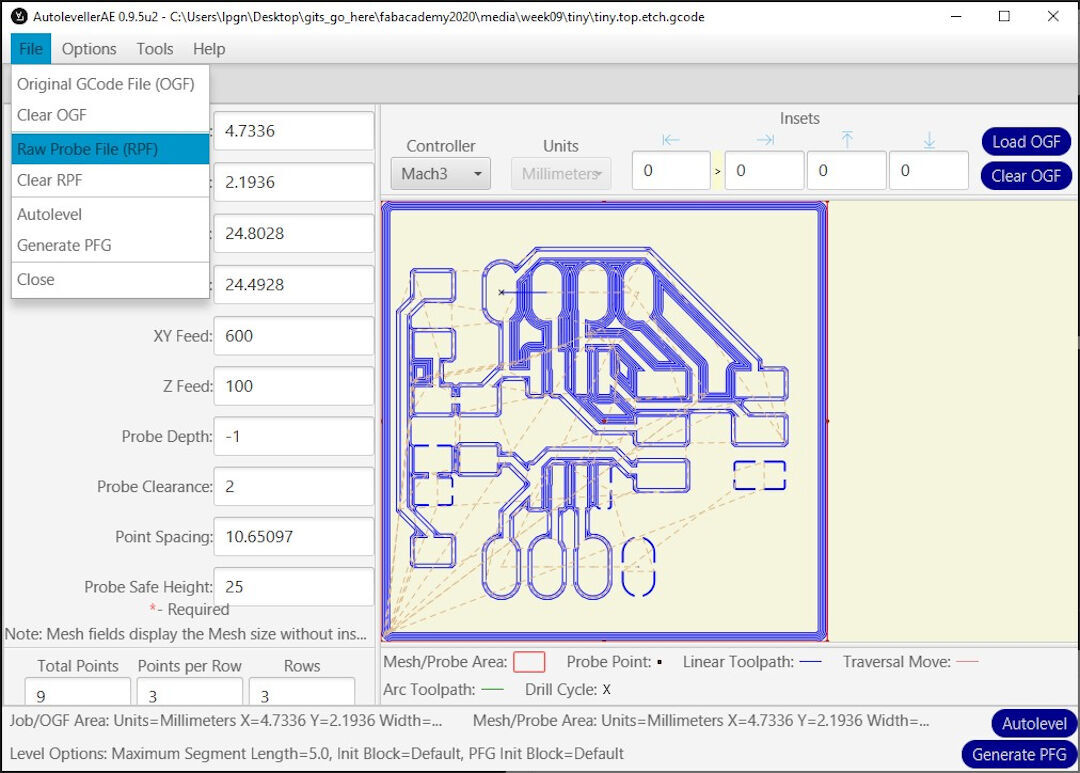 AutolevellerAE 0.9.5u2 - C:\Users\lpgn\Desktop\gits_go_here\fabacademy2020\media\week09\tiny\tiny.top.etch.gcode
File Options Tools Help
Original GCode File (OGF)
Clear OGF
Raw Probe File (RPF)
Clear RPF
Autolevel
Generate PFG
Close
: 4.7336
: 2.1936
: 24.8028
: 24.4928
XY Feed: 600
Z Feed: 100
Probe Depth: -1
Probe Clearance: 2
Point Spacing: 10.65097
Probe Safe Height: 25
*- Required
Note: Mesh fields display the Mesh size without ins...
Total Points Points per Row Rows
9 3 3
Controller Units Insets
Mach3 Millimeters 0 > 0 0 0
Load OGF
Clear OGF
Mesh/Probe Area: Probe Point: Linear Toolpath: Traversal Move:
Arc Toolpath: Drill Cycle: X
Job/OGF Area: Units=Millimeters X=4.7336 Y=2.1936 Width=... Mesh/Probe Area: Units=Millimeters X=4.7336 Y=2.1936 Width=...
Autolevel
Level Options: Maximum Segment Length=5.0, Init Block=Default, PFG Init Block=Default
Generate PFG